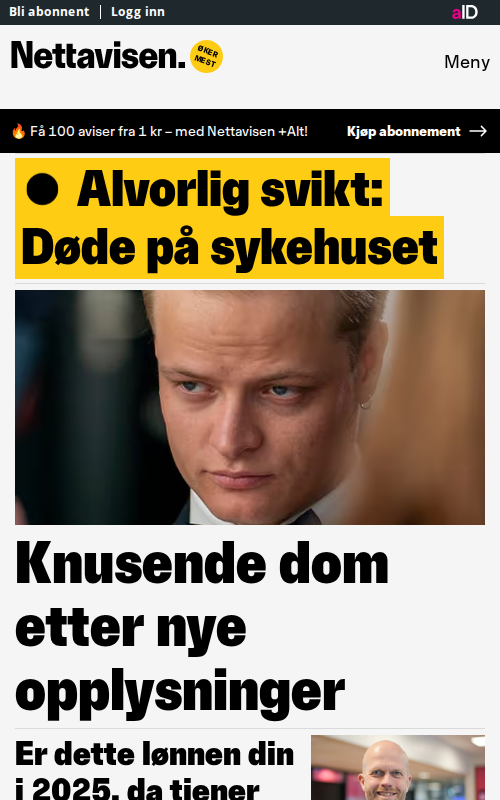 Bli abonnent | Logg inn
aID
Nettavisen.
ØKER
MEST
Meny
Få 100 aviser fra 1 kr – med Nettavisen +Alt!
Kjøp abonnement
Alvorlig svikt:
Døde på sykehuset
Knusende dom
etter nye
opplysninger
Er dette lønnen din
i 2025, da tjener